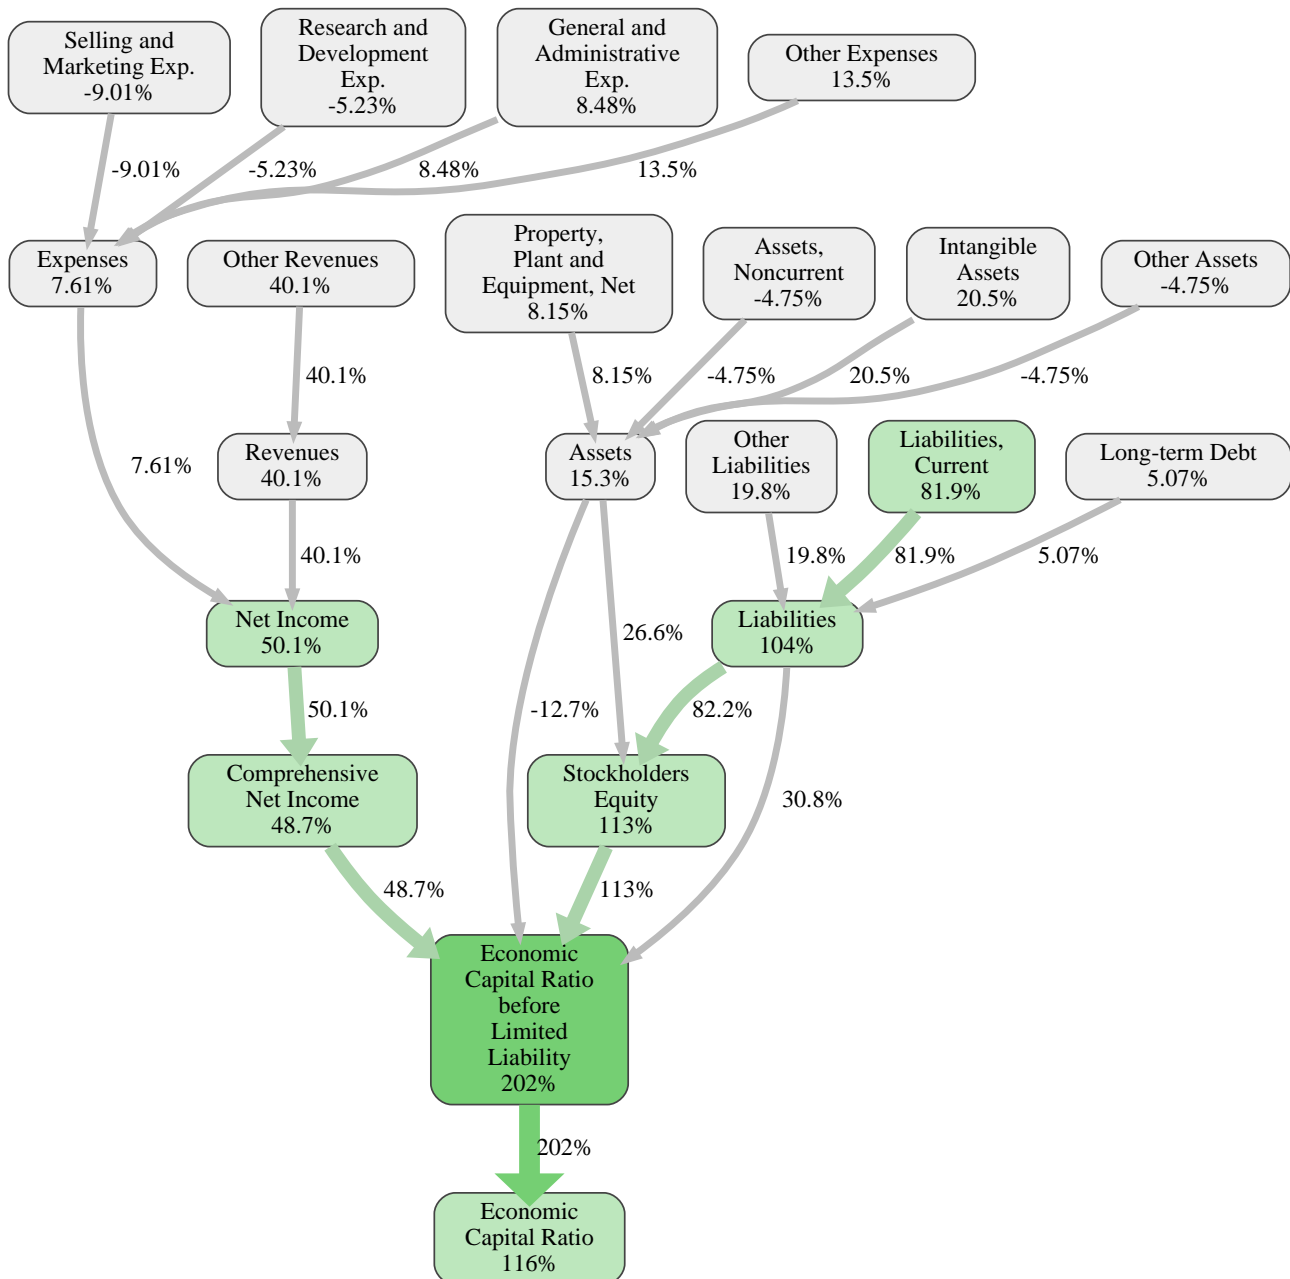 Selling and
Marketing Exp.
-9.01%
Research and
Development
Exp.
-5.23%
General and
Administrative
Exp.
8.48%
Other Expenses
13.5%
-9.01%
-5.23%
8.48%
13.5%
Expenses
7.61%
Other Revenues
40.1%
Property,
Plant and
Equipment, Net
8.15%
Assets,
Noncurrent
-4.75%
Intangible
Assets
20.5%
Other Assets
-4.75%
40.1%
8.15%
-4.75%
20.5%
-4.75%
7.61%
Revenues
40.1%
Assets
15.3%
Other
Liabilities
19.8%
Liabilities,
Current
81.9%
Long-term Debt
5.07%
40.1%
19.8%
81.9%
5.07%
Net Income
50.1%
26.6%
Liabilities
104%
50.1%
-12.7%
82.2%
Comprehensive
Net Income
48.7%
Stockholders
Equity
113%
30.8%
48.7%
113%
Economic
Capital Ratio
before
Limited
Liability
202%
202%
Economic
Capital Ratio
116%